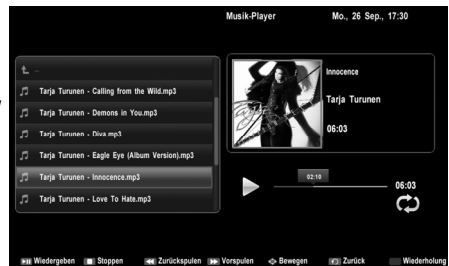 Musik-Player Mo., 26 Sep., 17:30
..
Tarja Turunen - Calling from the Wild.mp3
Tarja Turunen - Demons in You.mp3
Tarja Turunen - Diva.mp3
Tarja Turunen - Eagle Eye (Album Version).mp3
Tarja Turunen - Innocence.mp3
Tarja Turunen - Love To Hate.mp3
Innocence
Tarja Turunen
06:03
02:10
06:03
Wiedergeben Stoppen Zurückspulen Vorspulen Bewegen Zurück Wiederholung